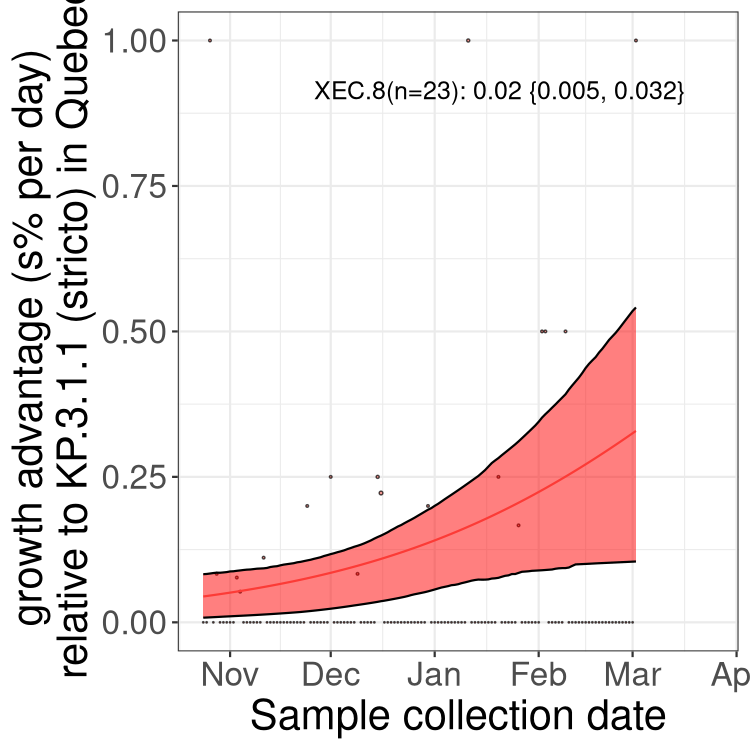 growth advantage (s% per day)
relative to KP.3.1.1 (stricto) in Quebec
1.00
0.75
0.50
0.25
0.00
XEC.8(n=23): 0.02 {0.005, 0.032}
Nov Dec Jan Feb Mar Ap
Sample collection date